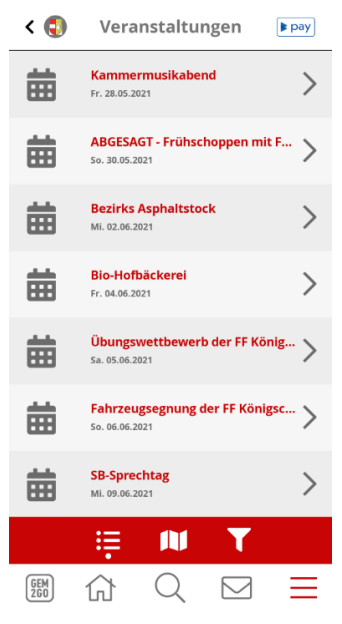 Veranstaltungen
pay
Kammermusikabend
Fr. 28.05.2021
ABGESAGT - Frühschoppen mit F...
So. 30.05.2021
Bezirks Asphaltstock
Mi. 02.06.2021
Bio-Hofbäckerei
Fr. 04.06.2021
Übungswettbewerb der FF König...
Sa. 05.06.2021
Fahrzeugsegnung der FF Königsc...
So. 06.06.2021
SB-Sprechtag
Mi. 09.06.2021
GEM
2GO